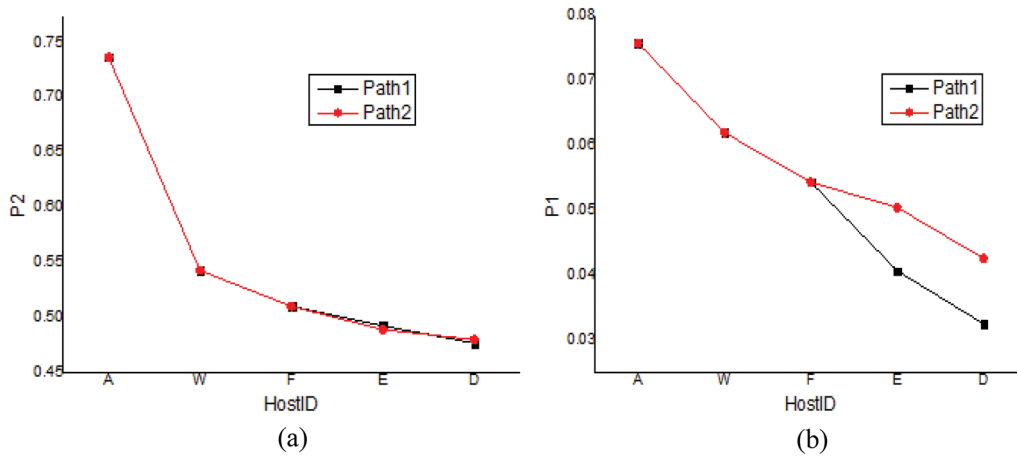 0.75
0.70
0.65
0.60
0.55
0.50
0.45
P2
Path1
Path2
A W F E D
HostID
(a)
0.08
0.07
0.06
0.05
0.04
0.03
P1
Path1
Path2
A W F E D
HostID
(b)